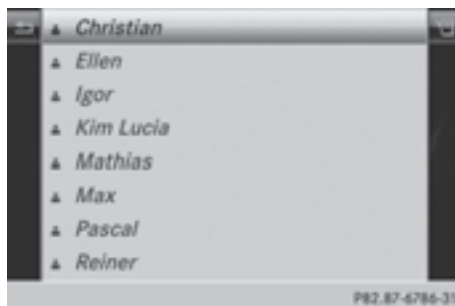 Christian
Ellen
Igor
Kim Lucia
Mathias
Max
Pascal
Reiner
P82.87-6786-31